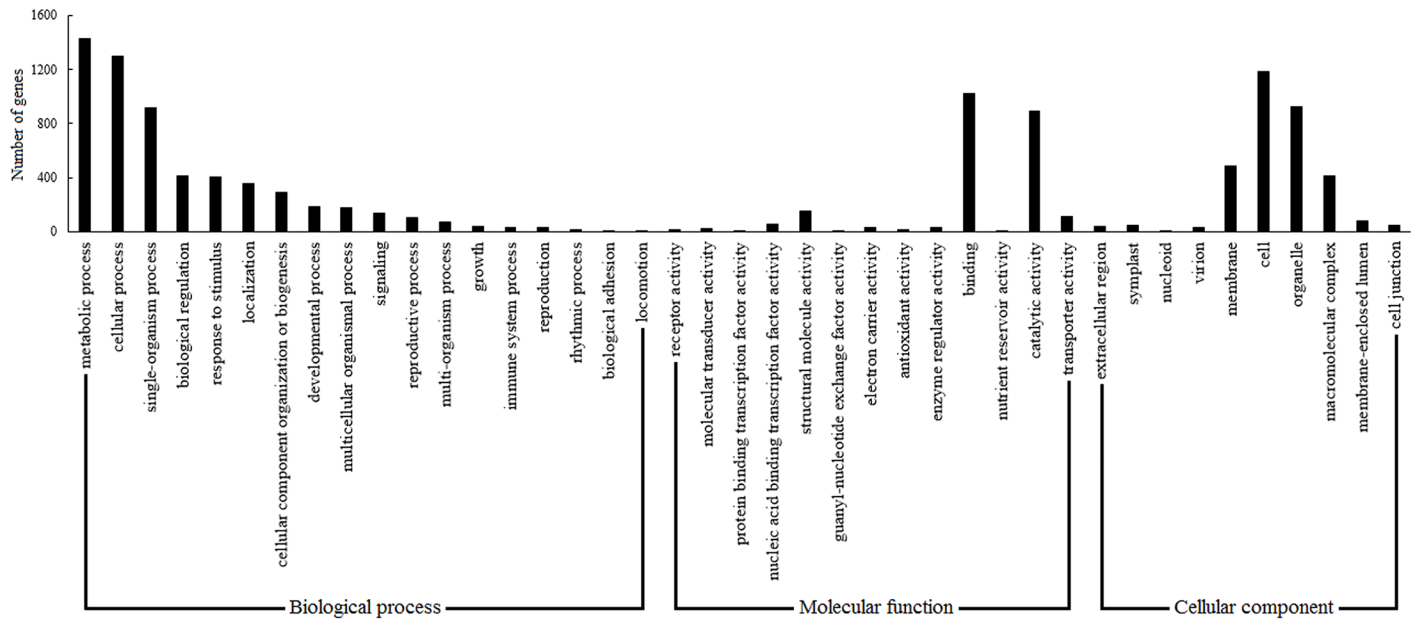 1600
1200
800
400
0
Number of genes
metabolic process
cellular process
single-organism process
biological regulation
response to stimulus
localization
cellular component organization or biogenesis
developmental process
multicellular organismal process
signaling
reproductive process
multi-organism process
growth
immune system process
reproduction
rhythmic process
biological adhesion
locomotion
receptor activity
molecular transducer activity
protein binding transcription factor activity
nucleic acid binding transcription factor activity
structural molecule activity
guanyl-nucleotide exchange factor activity
electron carrier activity
antioxidant activity
enzyme regulator activity
binding
nutrient reservoir activity
catalytic activity
transporter activity
extracellular region
symplast
nucleoid
virion
membrane
cell
organelle
macromolecular complex
membrane-enclosed lumen
cell junction
Biological process
Molecular function
Cellular component